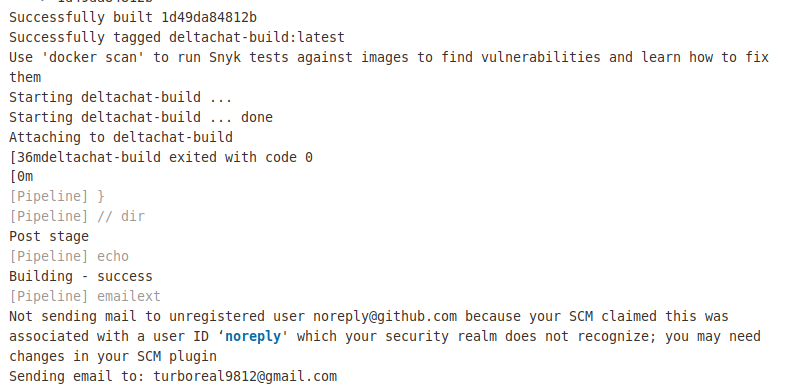 Successfully built 1d49da84812b
Successfully tagged deltachat-build:latest
Use 'docker scan' to run Snyk tests against images to find vulnerabilities and learn how to fix
them
Starting deltachat-build ...
Starting deltachat-build ... done
Attaching to deltachat-build
[36mdeltachat-build exited with code 0
[0m
[Pipeline] }
[Pipeline] // dir
Post stage
[Pipeline] echo
Building - success
[Pipeline] emailext
Not sending mail to unregistered user noreply@github.com because your SCM claimed this was
associated with a user ID ‘noreply' which your security realm does not recognize; you may need
changes in your SCM plugin
Sending email to: turboreal9812@gmail.com